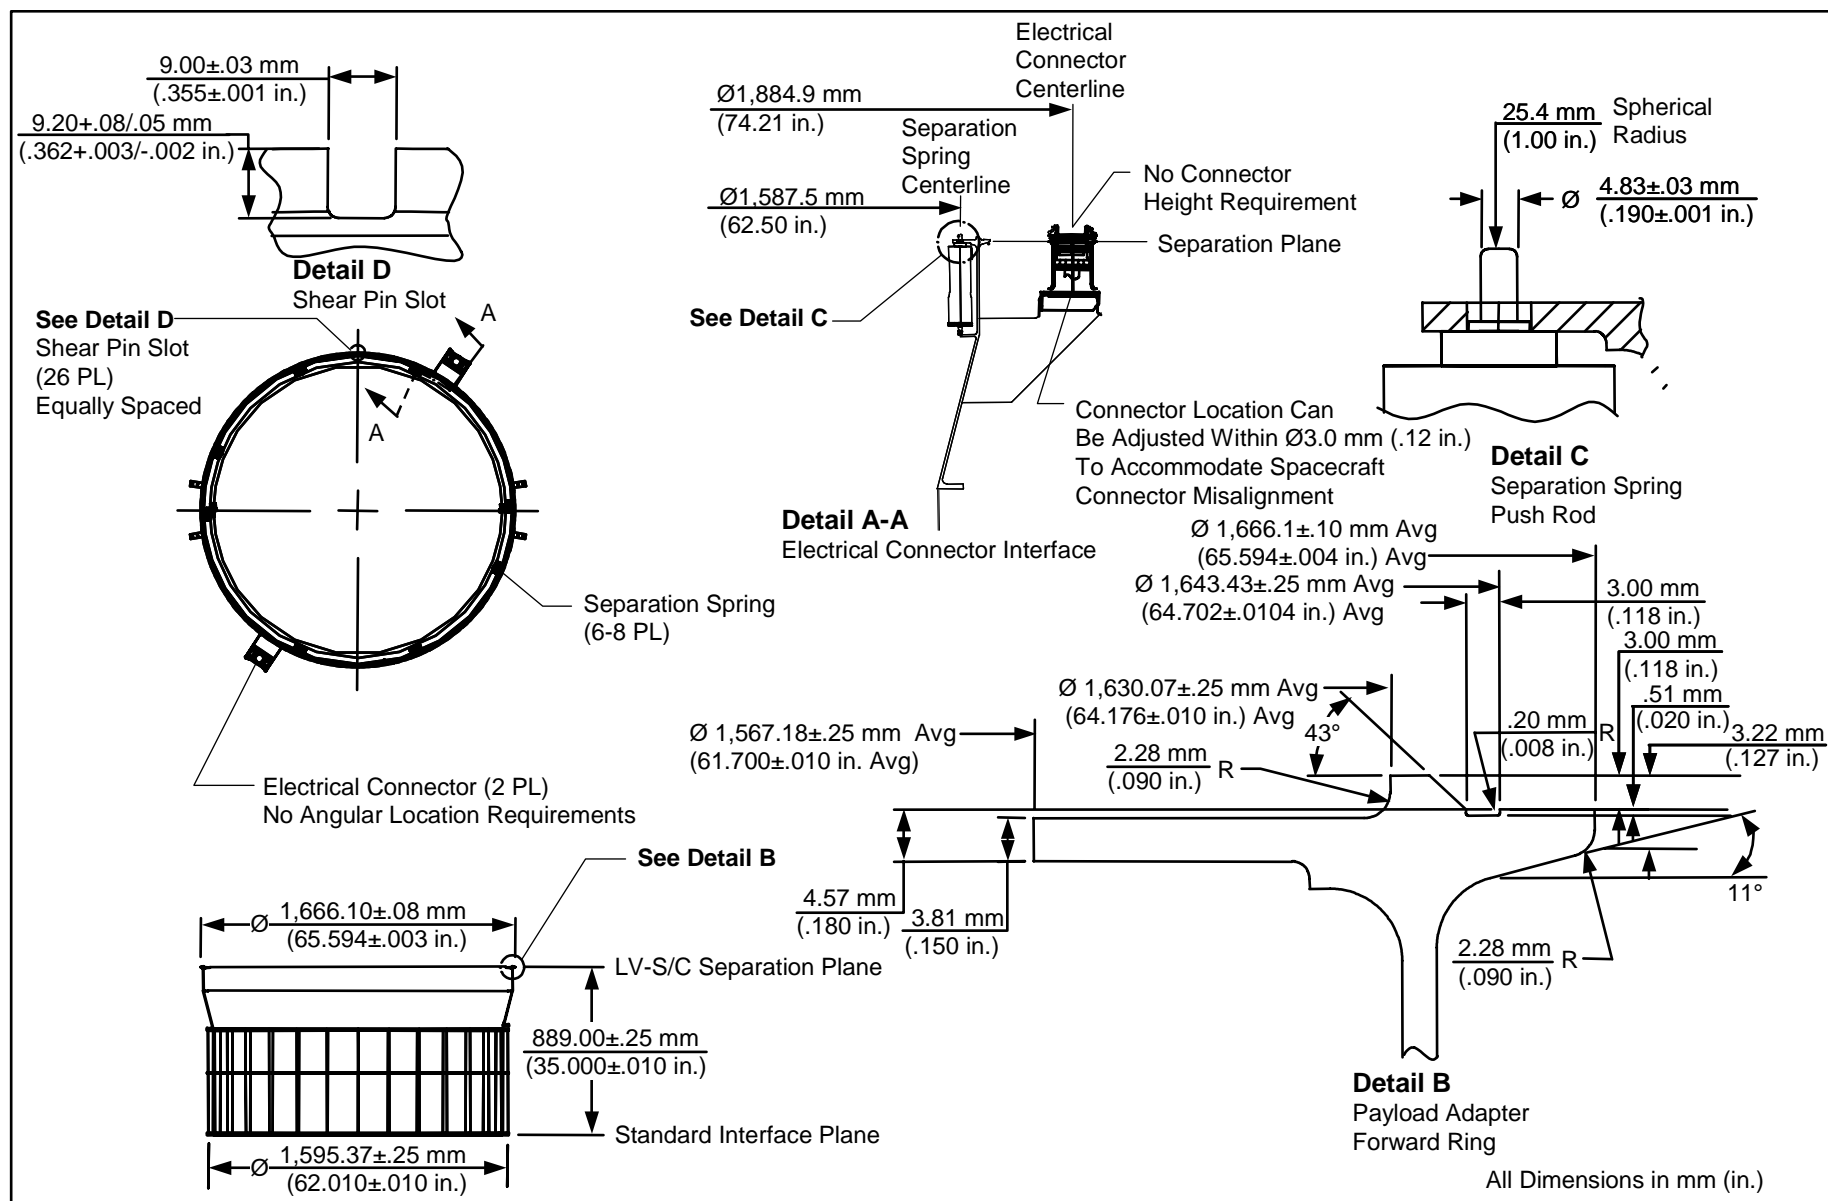 9.00±.03 mm
(.355±.001 in.)
9.20+.08/.05 mm
(.362+.003/-.002 in.)
Detail D
Shear Pin Slot
See Detail D
Shear Pin Slot
(26 PL)
Equally Spaced
A
A
Separation Spring
(6-8 PL)
Electrical Connector (2 PL)
No Angular Location Requirements
Electrical
Connector
Centerline
Ø1,884.9 mm
(74.21 in.)
Separation
Spring
Centerline
Ø1,587.5 mm
(62.50 in.)
No Connector
Height Requirement
Separation Plane
See Detail C
Connector Location Can
Be Adjusted Within Ø3.0 mm (.12 in.)
To Accommodate Spacecraft
Connector Misalignment
Detail A-A
Electrical Connector Interface
25.4 mm
(1.00 in.)
Spherical
Radius
Ø
4.83±.03 mm
(.190±.001 in.)
Detail C
Separation Spring
Push Rod
Ø 1,666.1±.10 mm Avg
(65.594±.004 in.) Avg
Ø 1,643.43±.25 mm Avg
(64.702±.0104 in.) Avg
3.00 mm
(.118 in.)
3.00 mm
(.118 in.)
Ø 1,630.07±.25 mm Avg
(64.176±.010 in.) Avg
.51 mm
(.020 in.)
43°
.20 mm
(.008 in.)
R
3.22 mm
(.127 in.)
Ø 1,567.18±.25 mm Avg
(61.700±.010 in. Avg)
2.28 mm
(.090 in.)
R
4.57 mm
(.180 in.)
3.81 mm
(.150 in.)
11°
2.28 mm
(.090 in.)
R
Detail B
Payload Adapter
Forward Ring
See Detail B
Ø
1,666.10±.08 mm
(65.594±.003 in.)
LV-S/C Separation Plane
889.00±.25 mm
(35.000±.010 in.)
Standard Interface Plane
Ø
1,595.37±.25 mm
(62.010±.010 in.)
All Dimensions in mm (in.)